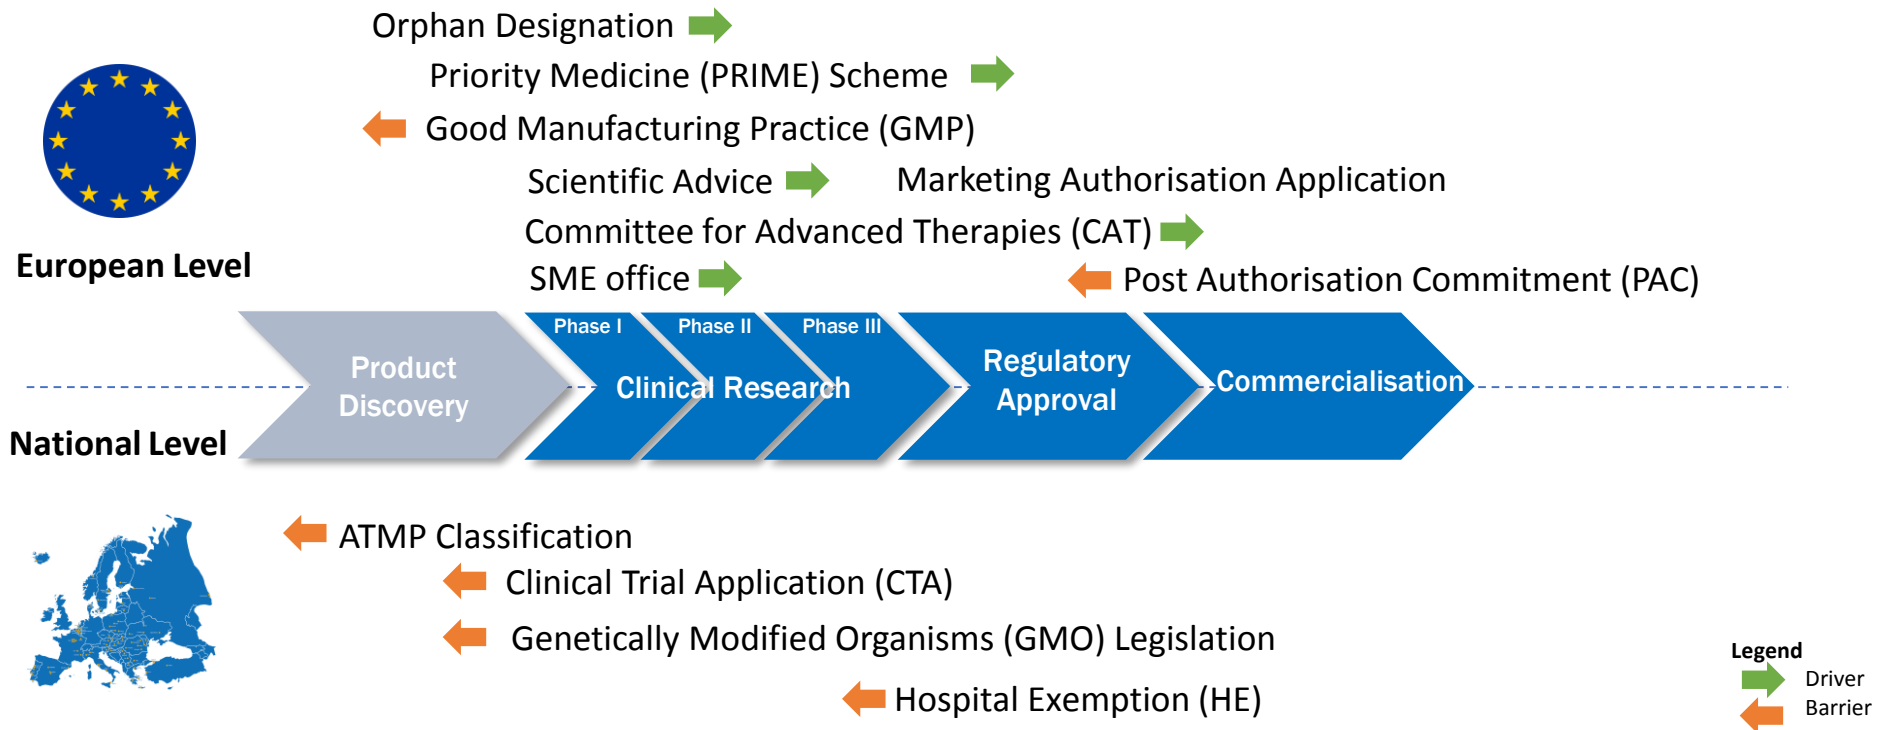 Orphan Designation
Priority Medicine (PRIME) Scheme
Good Manufacturing Practice (GMP)
Scientific Advice
Marketing Authorisation Application
Committee for Advanced Therapies (CAT)
European Level
SME office
Post Authorisation Commitment (PAC)
Phase I
Phase II
Phase III
Product
Discovery
Clinical Research
Regulatory
Approval
Commercialisation
National Level
ATMP Classification
Clinical Trial Application (CTA)
Genetically Modified Organisms (GMO) Legislation
Hospital Exemption (HE)
Legend
Driver
Barrier